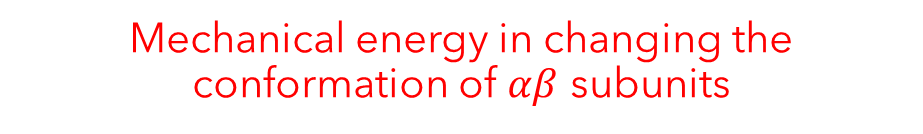 Mechanical energy in changing the
conformation of 𝛼𝛽 subunits